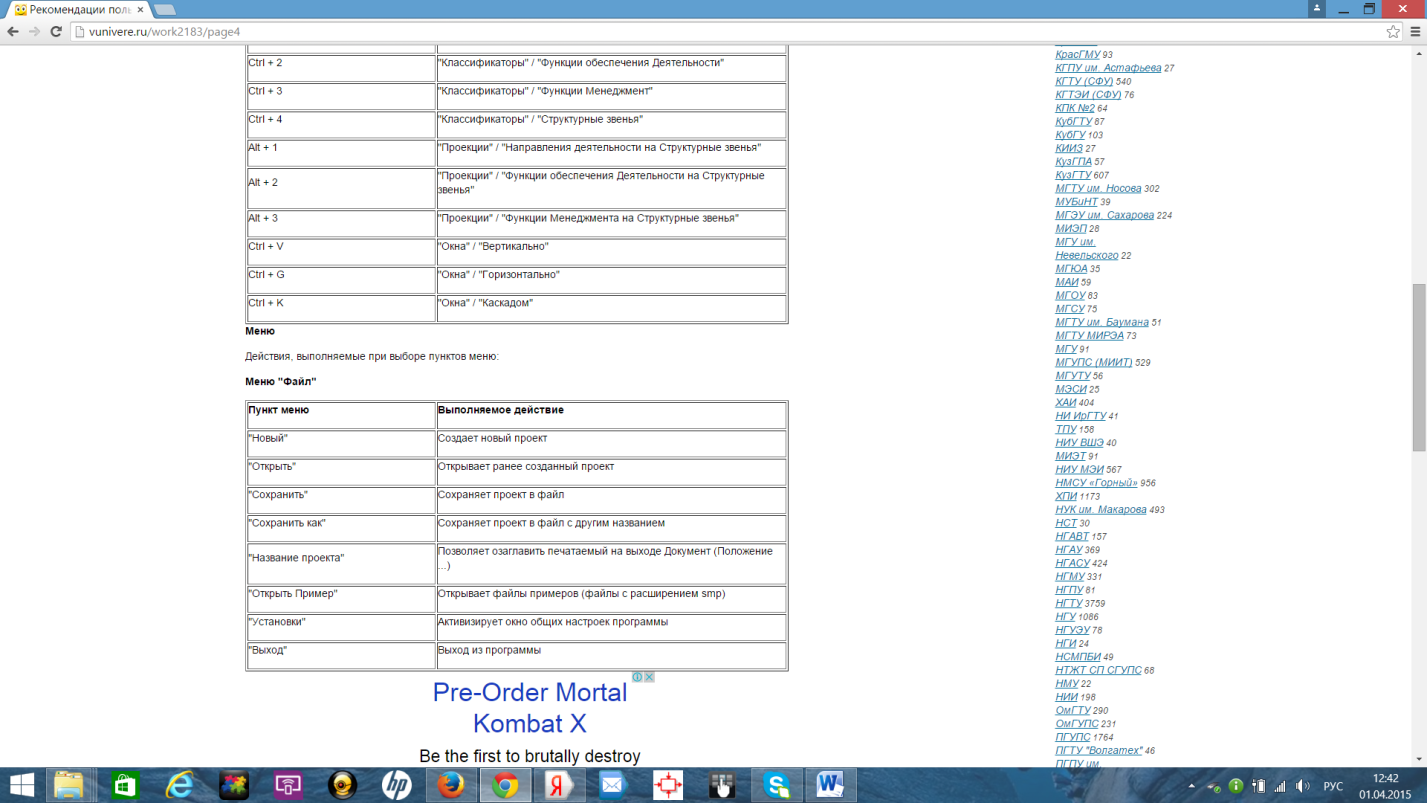 Рекомендации поль
vunivere.ru/work2183/page4
Ctrl + 2 "Классификаторы" / "Функции обеспечения Деятельности"
Ctrl + 3 "Классификаторы" / "Функции Менеджмент"
Ctrl + 4 "Классификаторы" / "Структурные звенья"
Alt + 1 "Проекции" / "Направления деятельности на Структурные звенья"
Alt + 2 "Проекции" / "Функции обеспечения Деятельности на Структурные
звенья"
Alt + 3 "Проекции" / "Функции Менеджмента на Структурные звенья"
Ctrl + V "Окна" / "Вертикально"
Ctrl + G "Окна" / "Горизонтально"
Ctrl + K "Окна" / "Каскадом"
Меню
Действия, выполняемые при выборе пунктов меню:
Меню "Файл"
Пункт меню Выполняемое действие
"Новый" Создает новый проект
"Открыть" Открывает ранее созданный проект
"Сохранить" Сохраняет проект в файл
"Сохранить как" Сохраняет проект в файл с другим названием
"Название проекта" Позволяет озаглавить печатаемый на выходе Документ (Положение
...)
"Открыть Пример" Открывает файлы примеров (файлы с расширением smp)
"Установки" Активизирует окно общих настроек программы
"Выход" Выход из программы
Pre-Order Mortal
Kombat X
Be the first to brutally destroy
КрасГМУ 93
КГПУ им. Астафьева 27
КГТУ (СФУ) 540
КГТЭИ (СФУ) 76
КПК №2 64
КубГТУ 87
КубГУ 103
КИИЗ 27
КузГПА 57
КузГТУ 607
МГТУ им. Носова 302
МУБиНТ 39
МГЭУ им. Сахарова 224
МИЭП 28
МГУ им.
Невельского 22
МГЮА 35
МАИ 59
МГОУ 83
МГСУ 75
МГТУ им. Баумана 51
МГТУ МИРЭА 73
МГУ 91
МГУПС (МИИТ) 529
МГУТУ 56
МЭСИ 25
ХАИ 404
НИ ИрГТУ 41
ТПУ 158
НИУ ВШЭ 40
МИЭТ 91
НИУ МЭИ 567
НМСУ «Горный» 956
ХПИ 1173
НУК им. Макарова 493
НСТ 30
НГАВТ 157
НГАУ 369
НГАСУ 424
НГМУ 331
НГПУ 81
НГТУ 3759
НГУ 1086
НГУЭУ 78
НГИ 24
НСМПБИ 49
НТЖТ СП СГУПС 68
НМУ 22
НИИ 198
ОмГТУ 290
ОмГУПС 231
ПГУПС 1764
ПГТУ "Волгатех" 46
ПГПУ им.
РУС
12:42
01.04.2015